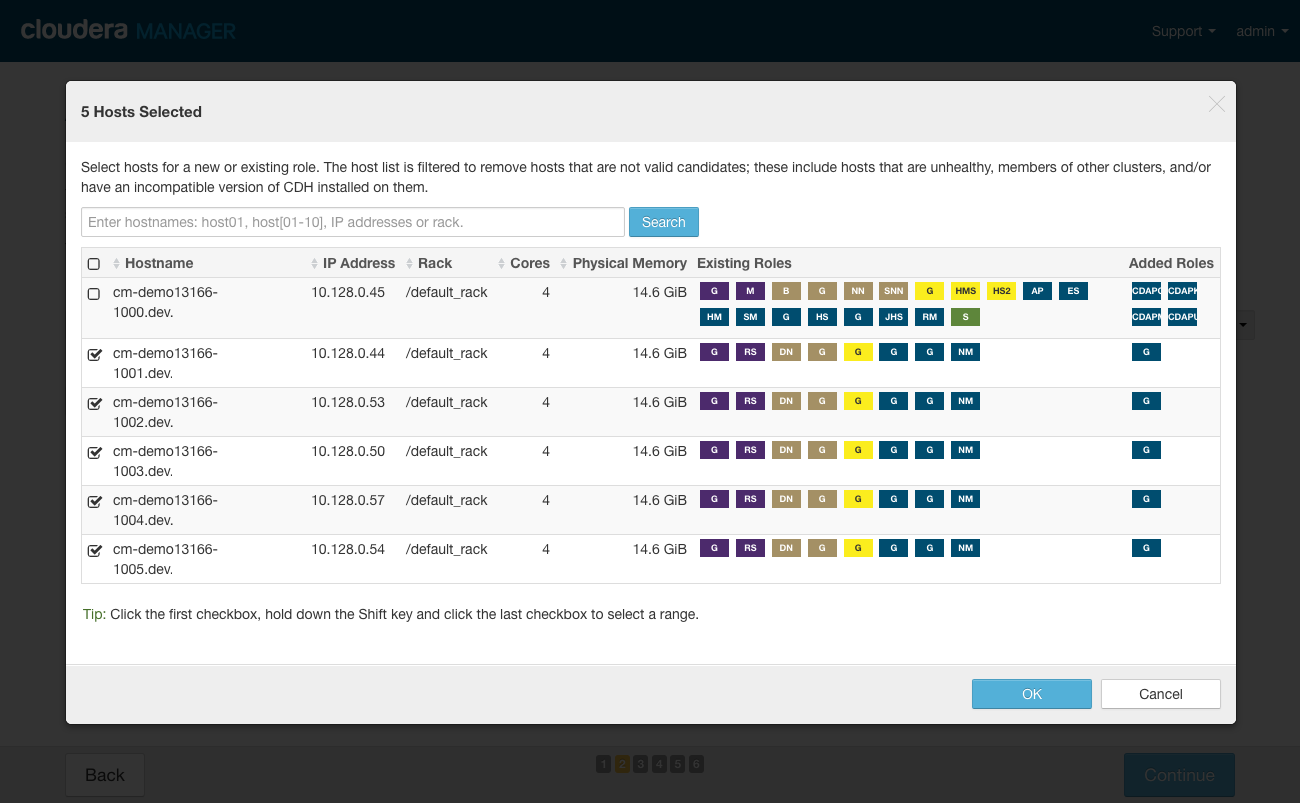 cloudera MANAGER
Support admin
5 Hosts Selected
Select hosts for a new or existing role. The host list is filtered to remove hosts that are not valid candidates; these include hosts that are unhealthy, members of other clusters, and/or
have an incompatible version of CDH installed on them.
Enter hostnames: host01, host[01-10], IP addresses or rack. Search
Hostname IP Address Rack Cores Physical Memory Existing Roles Added Roles
cm-demo13166- 10.128.0.45 /default_rack 4 14.6 GiB G M B G NN SNN G HMS HS2 AP ES
1000.dev. HM SM G HS G JHS RM S CDAPM
cm-demo13166- 10.128.0.44 /default_rack 4 14.6 GiB G RS DN G G G G NM G
1001.dev.
cm-demo13166- 10.128.0.53 /default_rack 4 14.6 GiB G RS DN G G G G NM G
1002.dev.
cm-demo13166- 10.128.0.50 /default_rack 4 14.6 GiB G RS DN G G G G NM G
1003.dev.
cm-demo13166- 10.128.0.57 /default_rack 4 14.6 GiB G RS DN G G G G NM G
1004.dev.
cm-demo13166- 10.128.0.54 /default_rack 4 14.6 GiB G RS DN G G G G NM G
1005.dev.
Tip: Click the first checkbox, hold down the Shift key and click the last checkbox to select a range.
OK Cancel
Back 1 2 3 4 5 6 Continue